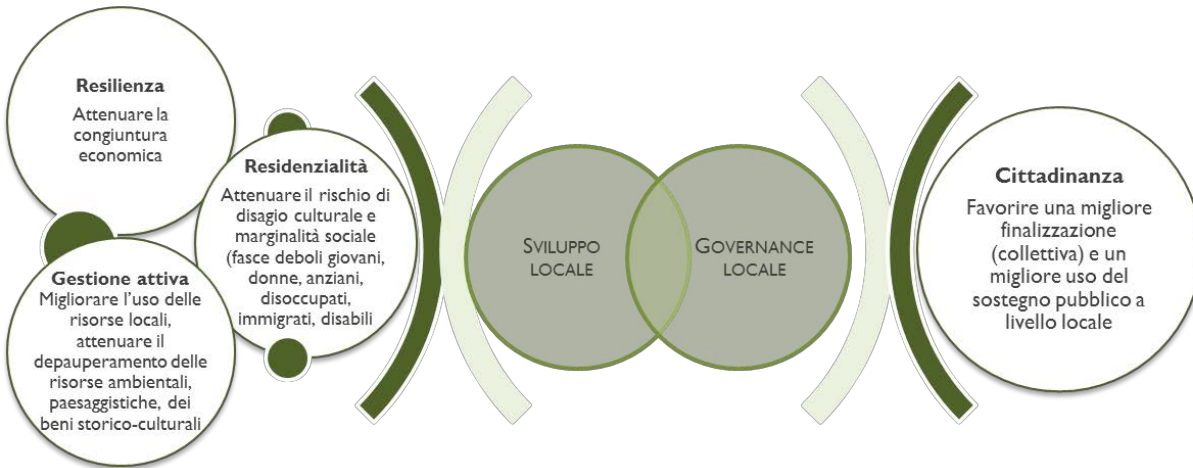 Resilienza
Attenuare la
congiuntura
economica
Residenzialità
Attenuare il rischio di
disagio culturale e
marginalità sociale
(fasce deboli giovani,
donne, anziani,
disoccupati,
immigrati, disabili
Gestione attiva
Migliorare l'uso delle
risorse locali,
attenuare il
depauperamento delle
risorse ambientali,
paesaggistiche, dei
beni storico-culturali
SVILUPPO
LOCALE
GOVERNANCE
LOCALE
Cittadinanza
Favorire una migliore
finalizzazione
(collettiva) e un
migliore uso del
sostegno pubblico a
livello locale